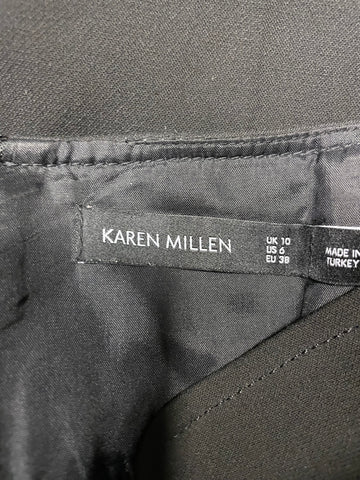 KAREN MILLEN
UK 10
US 6
EU 38
MADE IN
TURKEY